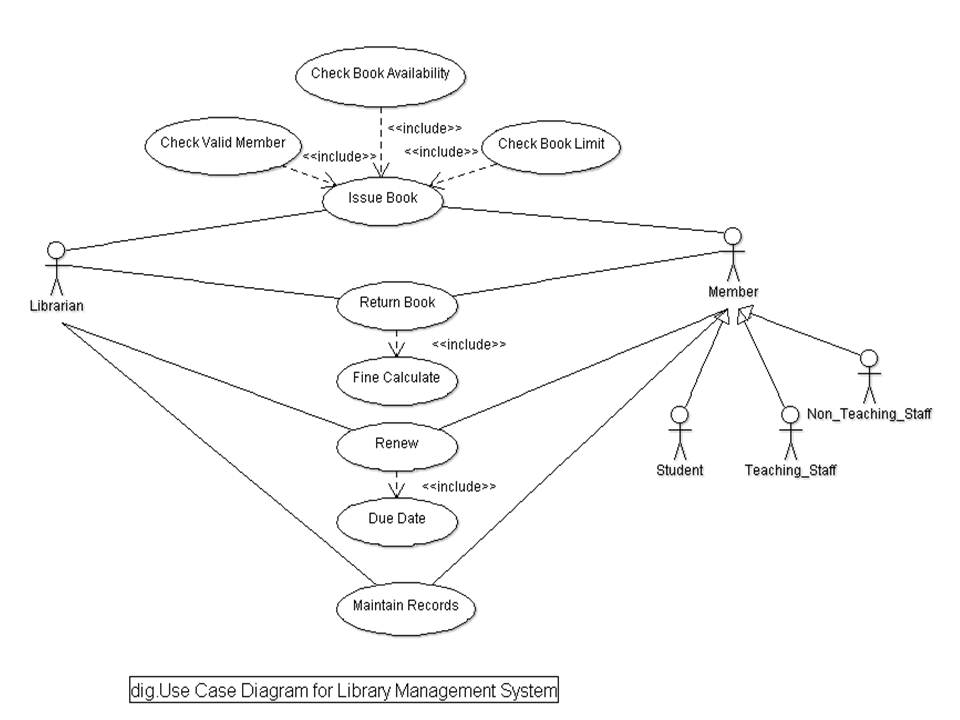 Check Book Availability
<<include>>
Check Valid Member
<<include>>
<<include>>
Check Book Limit
Issue Book
Librarian
Member
Return Book
<<include>>
Fine Calculate
Non_Teaching_Staff
Renew
Student
Teaching_Staff
<<include>>
Due Date
Maintain Records
dig.Use Case Diagram for Library Management System